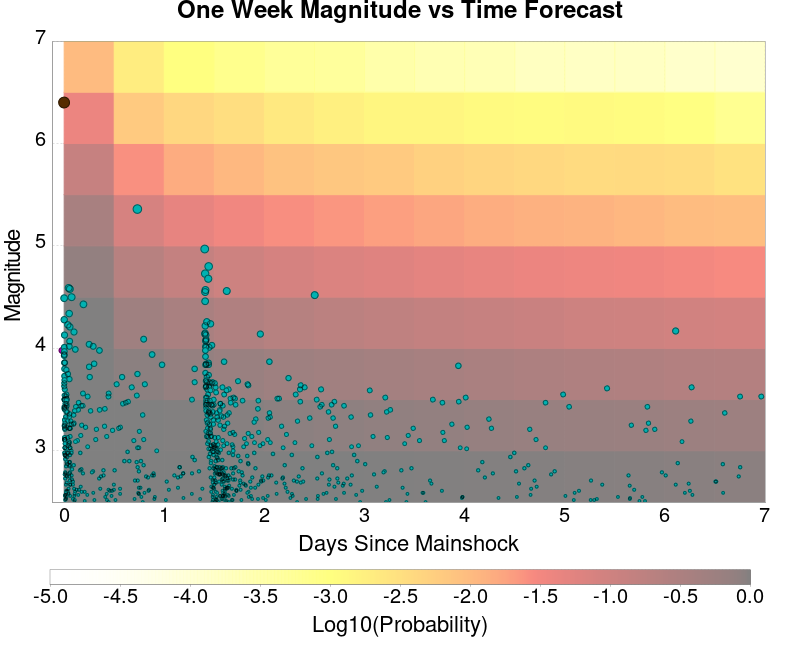 One Week Magnitude vs Time Forecast
7
6
5
4
3
Magnitude
0 1 2 3 4 5 6 7
Days Since Mainshock
-5.0 -4.5 -4.0 -3.5 -3.0 -2.5 -2.0 -1.5 -1.0 -0.5 0.0
Log10(Probability)